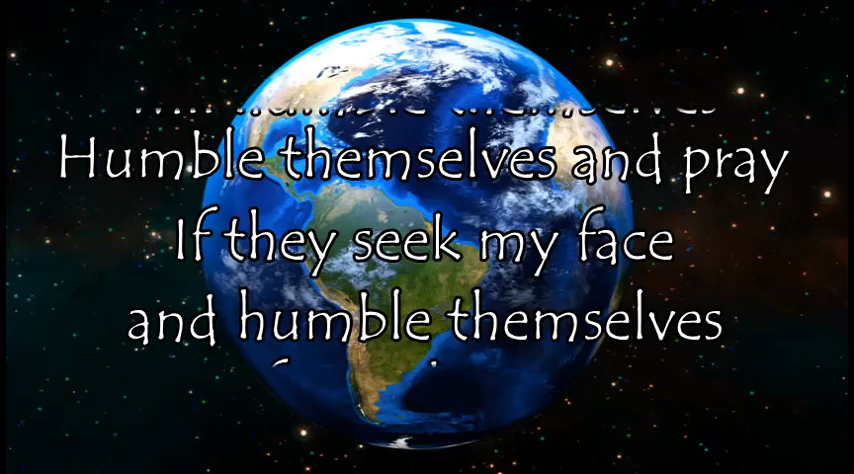 Humble themselves and pray
If they seek my face
and humble themselves